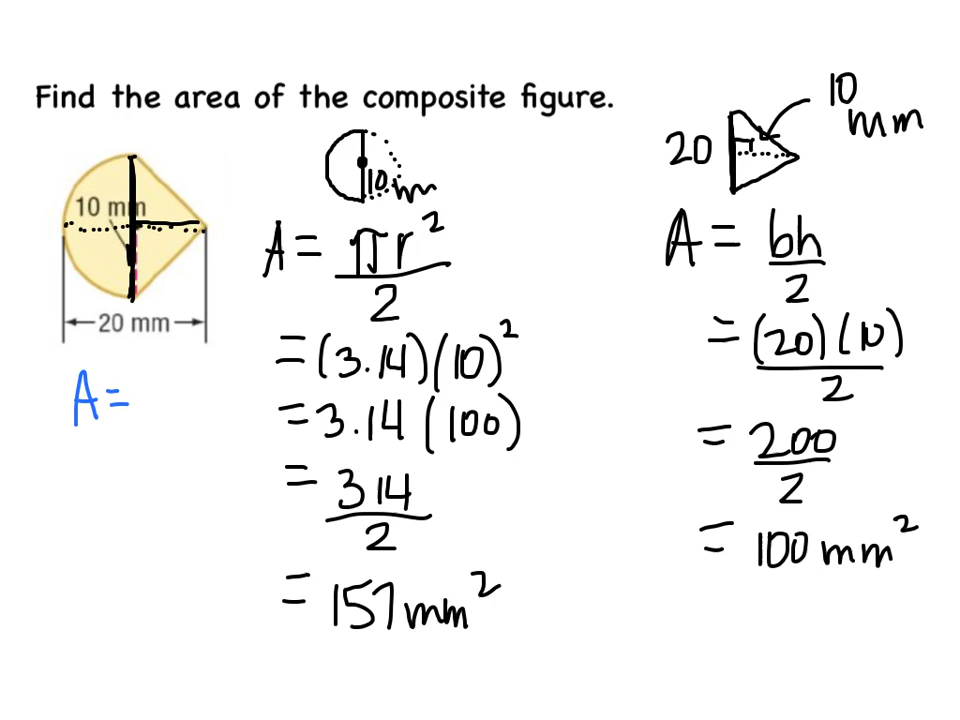 Find the area of the composite figure.
10 mm
20 mm
A =
10 mm
A = πr²/2
= (3.14)(10)²
= 3.14 (100)
= 314/2
= 157 mm²
20
10
mm
A = bh/2
= (20)(10)/2
= 200/2
= 100 mm²